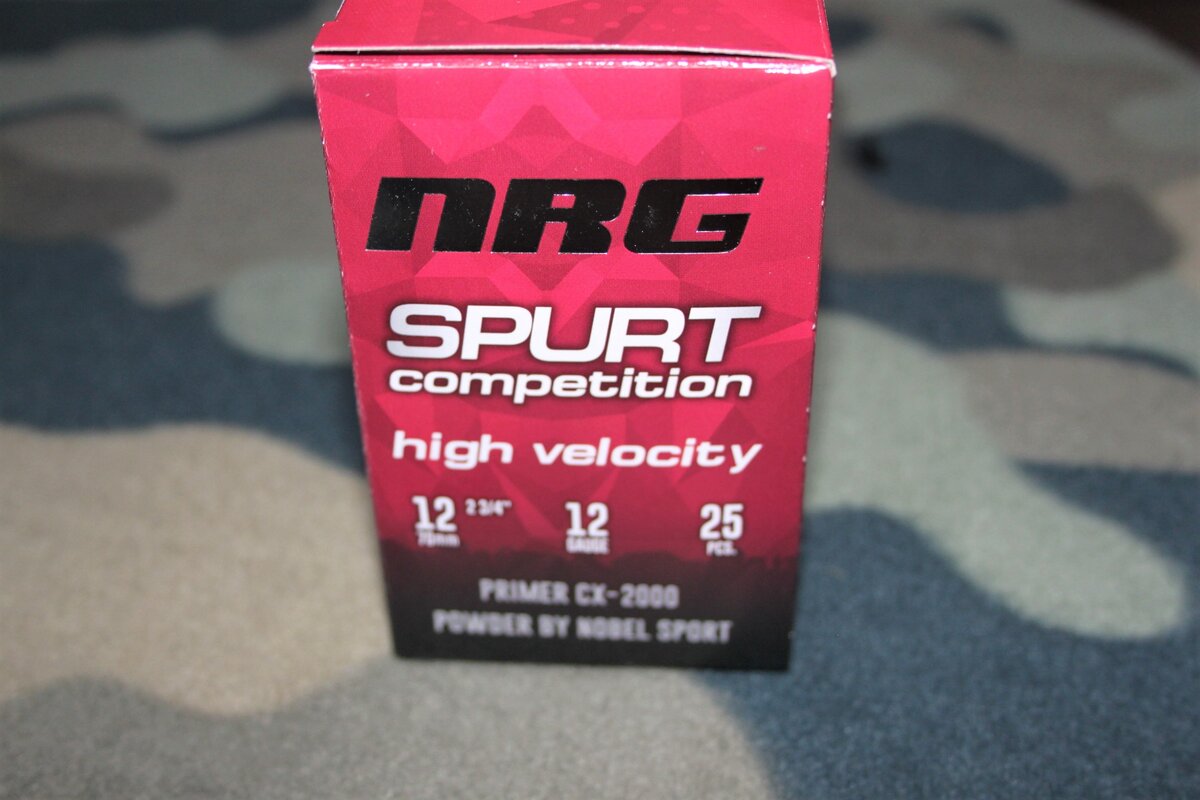 NRG
SPURT
competition
high velocity
12 2 3/4" 12 25
70mm GAUGE PCS.
PRIMER CX-2000
POWDER BY NOBEL SPORT